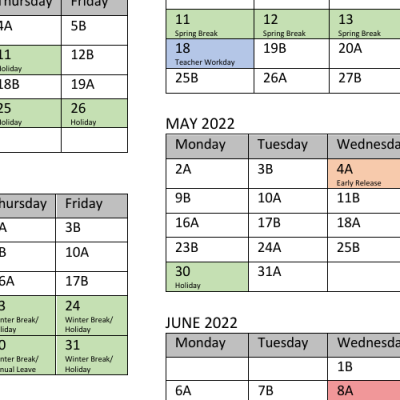 Thursday Friday
4A 5B
11 12B
Holiday
18B 19A
25 26
Holiday Holiday
Thursday Friday
A 3B
B 10A
6A 17B
3 24
Winter Break/ Winter Break/
Holiday Holiday
0 31
Winter Break/ Winter Break/
Annual Leave Holiday
11 12 13
Spring Break Spring Break Spring Break
18 19B 20A
Teacher Workday
25B 26A 27B
MAY 2022
Monday Tuesday Wednesda
2A 3B 4A
Early Release
9B 10A 11B
16A 17B 18A
23B 24A 25B
30 31A
Holiday
JUNE 2022
Monday Tuesday Wednesda
1B
6A 7B 8A